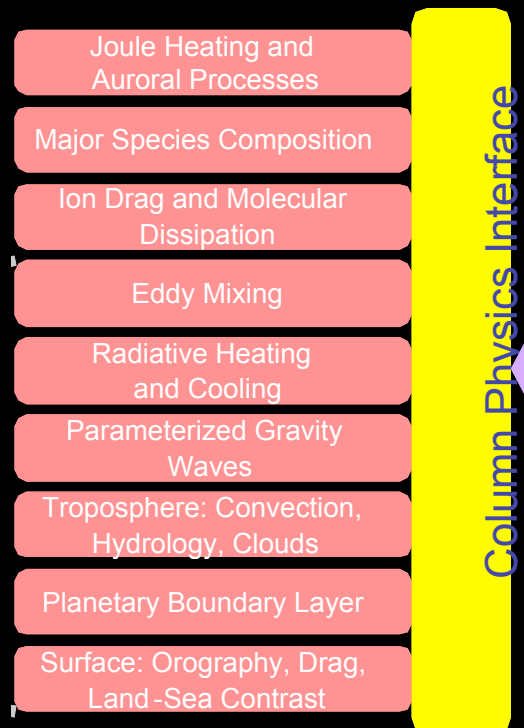 Joule Heating and
Auroral Processes
Major Species Composition
Ion Drag and Molecular
Dissipation
Eddy Mixing
Radiative Heating
and Cooling
Parameterized Gravity
Waves
Troposphere: Convection,
Hydrology, Clouds
Planetary Boundary Layer
Surface: Orography, Drag,
Land-Sea Contrast
Column Physics Interface